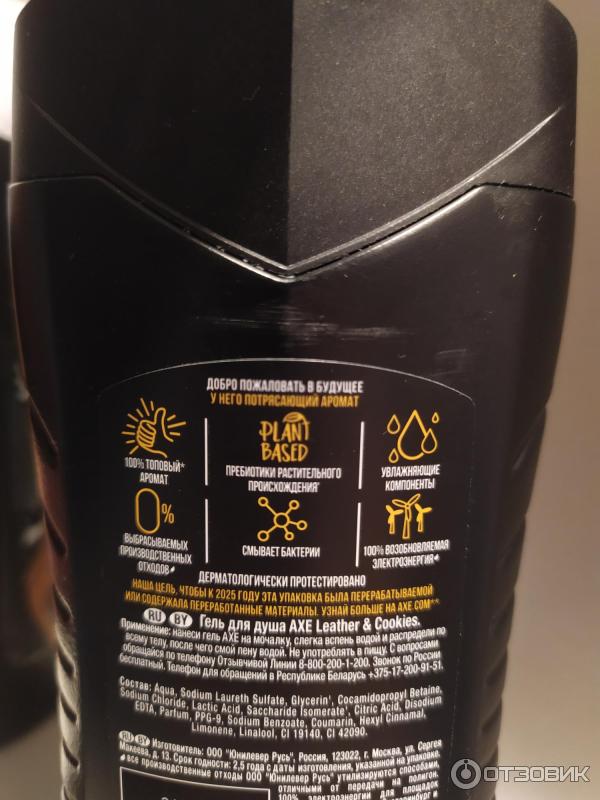 ДОБРО ПОЖАЛОВАТЬ В БУДУЩЕЕ
У НЕГО ПОТРЯСАЮЩИЙ АРОМАТ
100% ТОПОВЫЙ*
АРОМАТ
PLANT
BASED
ПРЕБИОТИКИ РАСТИТЕЛЬНОГО
ПРОИСХОЖДЕНИЯ'
УВЛАЖНЯЮЩИЕ
КОМПОНЕНТЫ
0%
ВЫБРАСЫВАЕМЫХ
ПРОИЗВОДСТВЕННЫХ
ОТХОДОВ
СМЫВАЕТ БАКТЕРИИ
100% ВОЗОБНОВЛЯЕМАЯ
ЭЛЕКТРОЭНЕРГИЯ
ДЕРМАТОЛОГИЧЕСКИ ПРОТЕСТИРОВАНО
НАША ЦЕЛЬ, ЧТОБЫ К 2025 ГОДУ ЭТА УПАКОВКА БЫЛА ПЕРЕРАБАТЫВАЕМОЙ
ИЛИ СОДЕРЖАЛА ПЕРЕРАБОТАННЫЕ МАТЕРИАЛЫ. УЗНАЙ БОЛЬШЕ НА AXE.COM**
RU BY Гель для душа AXE Leather & Cookies.
Применение: нанеси гель AXE на мочалку, слегка вспень водой и распредели по
всему телу, после чего смой пену водой. Не употреблять в пищу. С вопросами
обращайся по телефону Отзывчивой Линии 8-800-200-1-200. Звонок по России
бесплатный. Телефон для обращений в Республике Беларусь +375-17-200-91-51.
Состав: Aqua, Sodium Laureth Sulfate, Glycerin', Cocamidopropyl Betaine,
Sodium Chloride, Lactic Acid, Saccharide Isomerate', Citric Acid, Disodium
EDTA, Parfum, PPG-9, Sodium Benzoate, Coumarin, Hexyl Cinnamal,
Limonene, Linalool, CI 19140, CI 42090.
RU BY Изготовитель: ООО "Юнилевер Русь", Россия, 123022, г. Москва, ул. Сергея
Макеева, д. 13. Срок годности: 2,5 года с даты изготовления, указанной на упаковке.
все производственные отходы ООО "Юнилевер Русь" утилизируются способами,
отличными от передачи на полигон.
100% электроэнергии для площадок
ОТЗОВИК